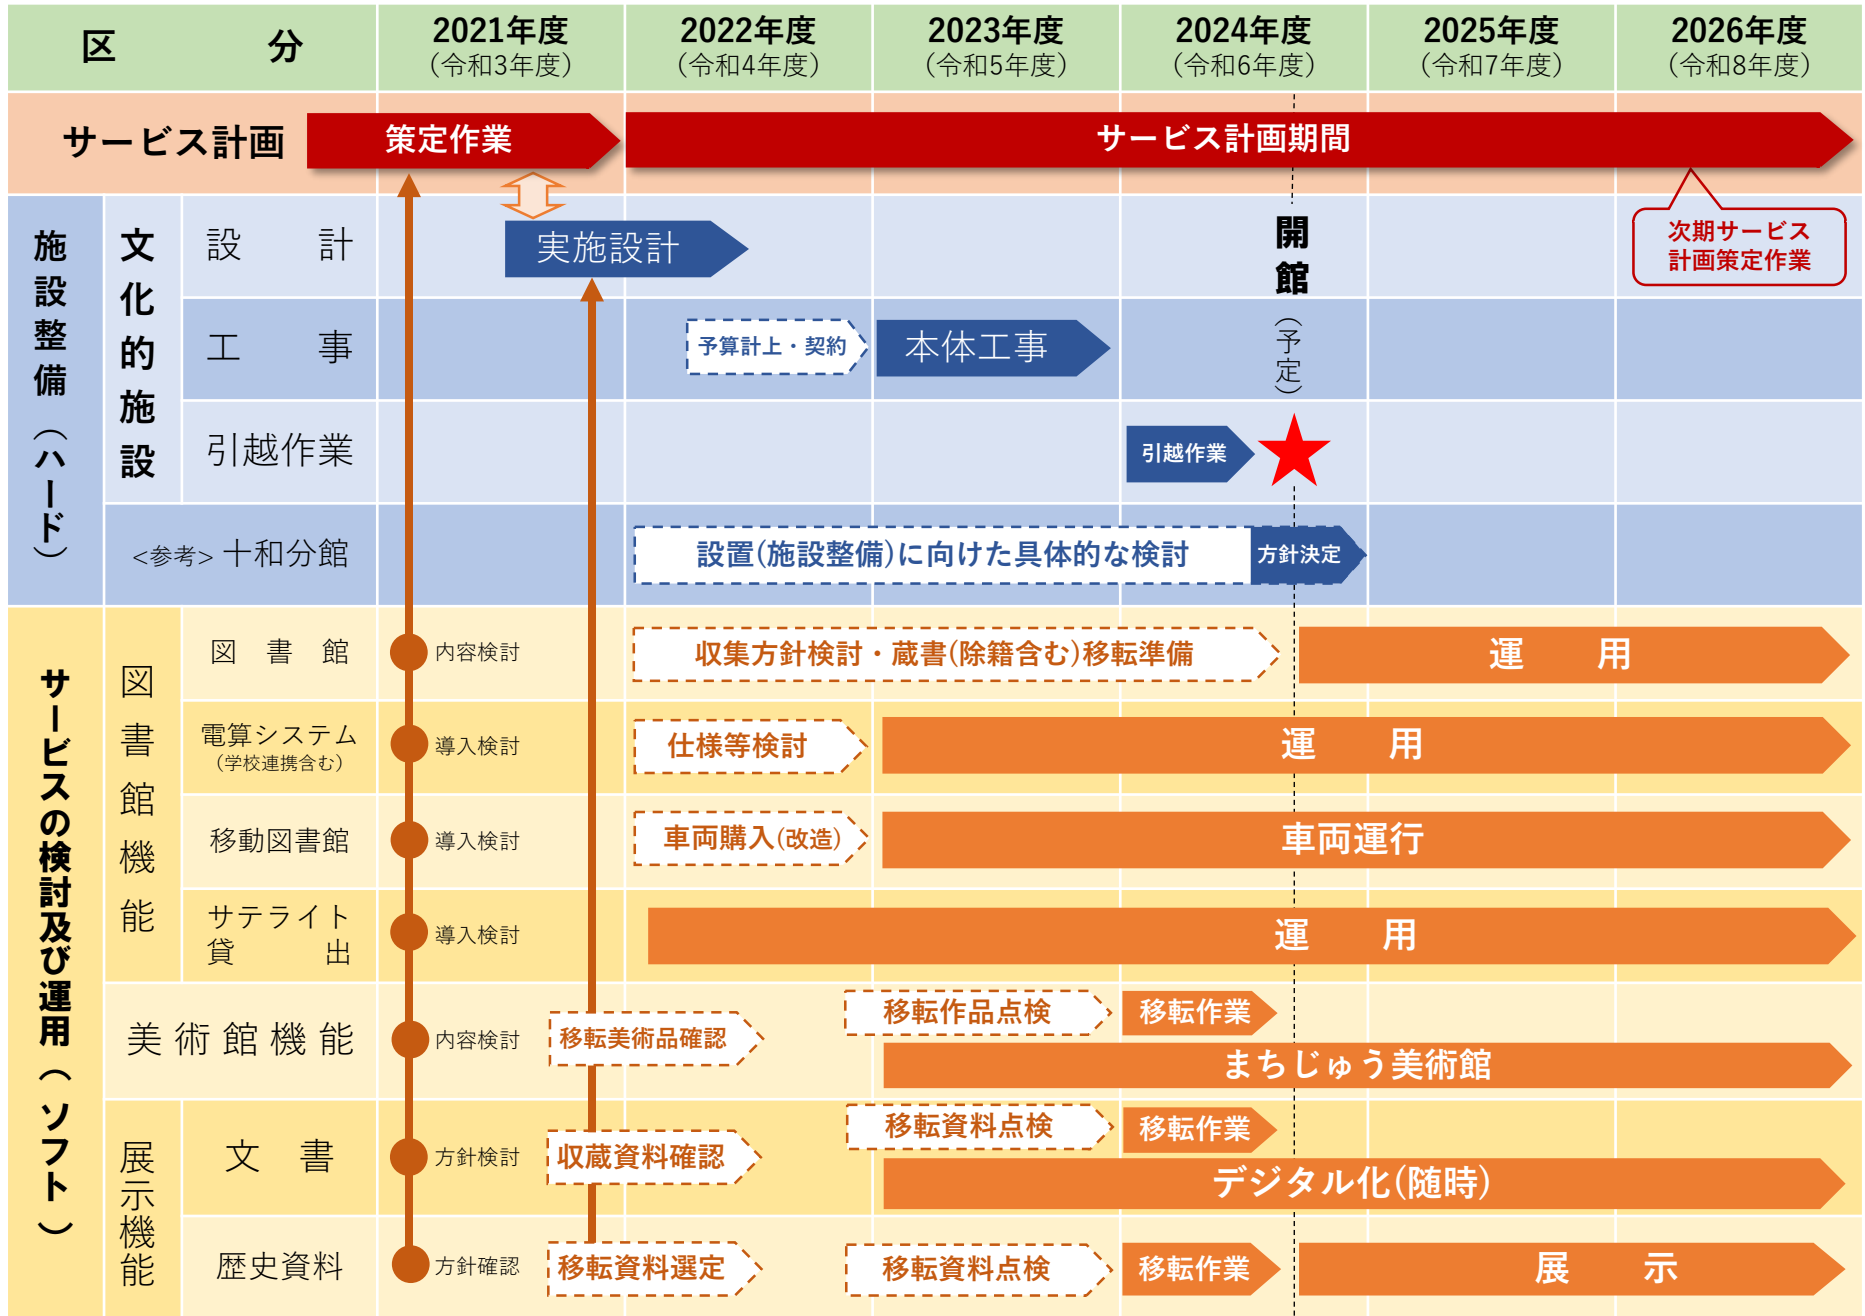 区　分
2021年度
（令和3年度）
2022年度
（令和4年度）
2023年度
（令和5年度）
2024年度
（令和6年度）
2025年度
（令和7年度）
2026年度
（令和8年度）
サービス計画
策定作業
サービス計画期間
次期サービス
計画策定作業
施設整備（ハード）
文化的施設
設　計
実施設計
開館（予定）
工　事
予算計上・契約
本体工事
引越作業
引越作業
<参考> 十和分館
設置(施設整備)に向けた具体的な検討
方針決定
サービスの検討及び運用（ソフト）
図書館機能
図　書　館
内容検討
収集方針検討・蔵書(除籍含む)移転準備
運　用
電算システム
（学校連携含む）
導入検討
仕様等検討
運　用
移動図書館
導入検討
車両購入(改造)
車両運行
サテライト
貸　出
導入検討
運　用
美術館機能
内容検討
移転美術品確認
移転作品点検
移転作業
まちじゅう美術館
展示機能
文　書
方針検討
収蔵資料確認
移転資料点検
移転作業
デジタル化(随時)
歴史資料
方針確認
移転資料選定
移転資料点検
移転作業
展　示